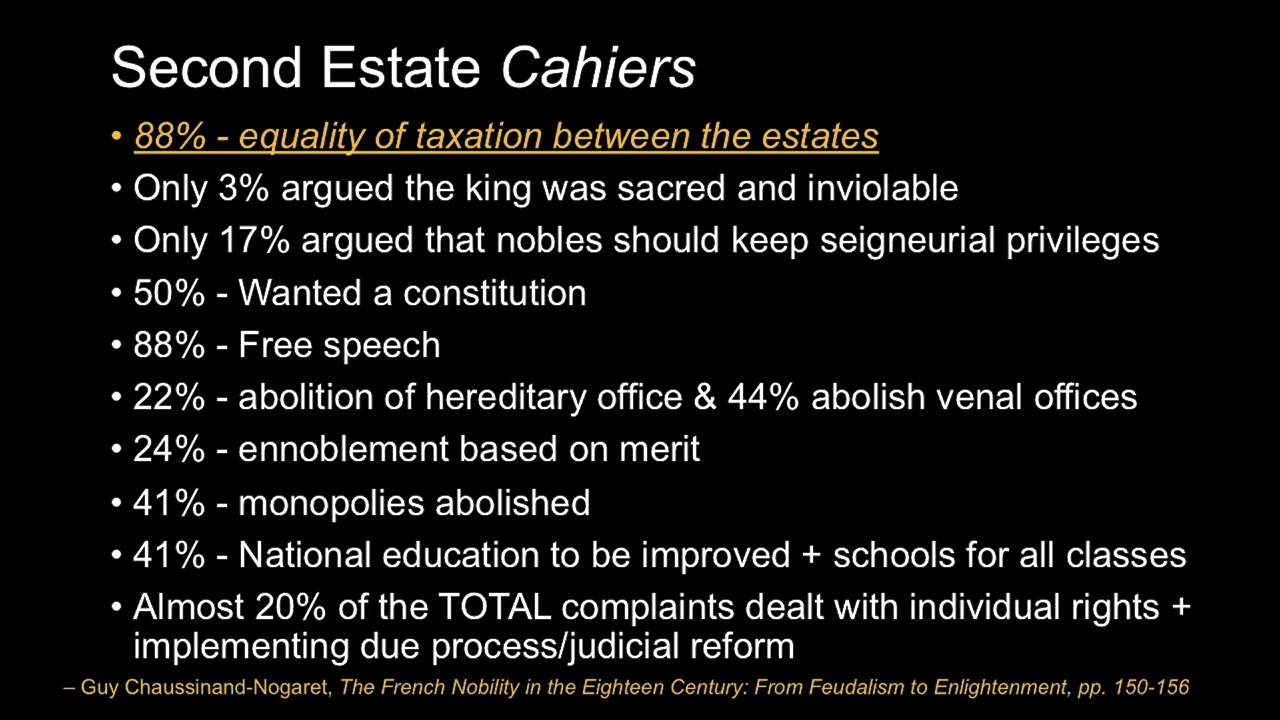 Second Estate Cahiers
• 88% - equality of taxation between the estates
• Only 3% argued the king was sacred and inviolable
• Only 17% argued that nobles should keep seigneurial privileges
• 50% - Wanted a constitution
• 88% - Free speech
• 22% - abolition of hereditary office & 44% abolish venal offices
• 24% - ennoblement based on merit
• 41% - monopolies abolished
• 41% - National education to be improved + schools for all classes
• Almost 20% of the TOTAL complaints dealt with individual rights +
implementing due process/judicial reform
– Guy Chaussinand-Nogaret, The French Nobility in the Eighteen Century: From Feudalism to Enlightenment, pp. 150-156